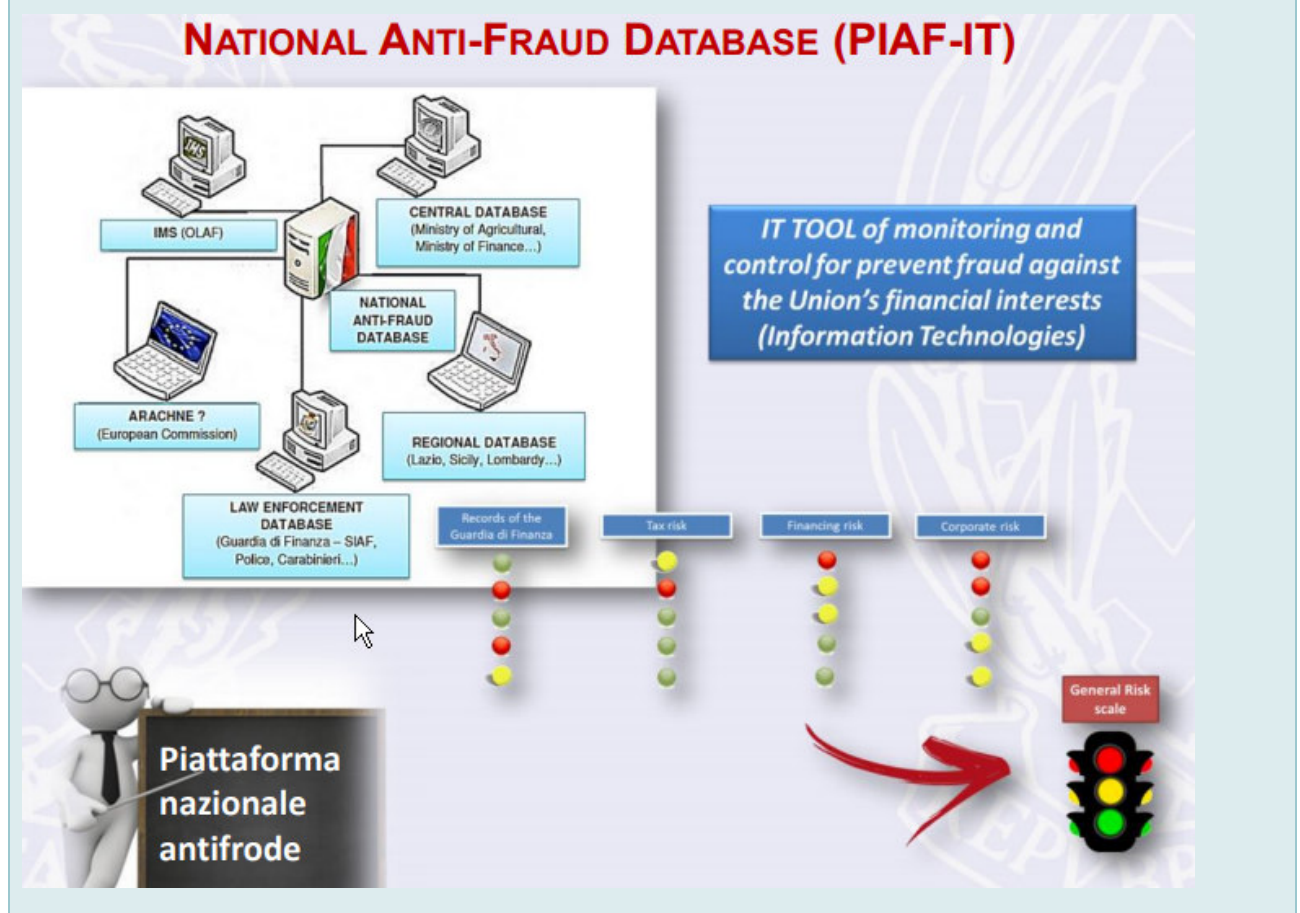 NATIONAL ANTI-FRAUD DATABASE (PIAF-IT)
IMS
IMS (OLAF)
CENTRAL DATABASE
(Ministry of Agricultural,
Ministry of Finance...)
NATIONAL
ANTI-FRAUD
DATABASE
ARACHNE ?
(European Commission)
REGIONAL DATABASE
(Lazio, Sicily, Lombardy...)
LAW ENFORCEMENT
DATABASE
(Guardia di Finanza – SIAF,
Police, Carabinieri...)
IT TOOL of monitoring and
control for prevent fraud against
the Union's financial interests
(Information Technologies)
Records of the
Guardia di Finanza
Tax risk
Financing risk
Corporate risk
General Risk
scale
Piattaforma
nazionale
antifrode